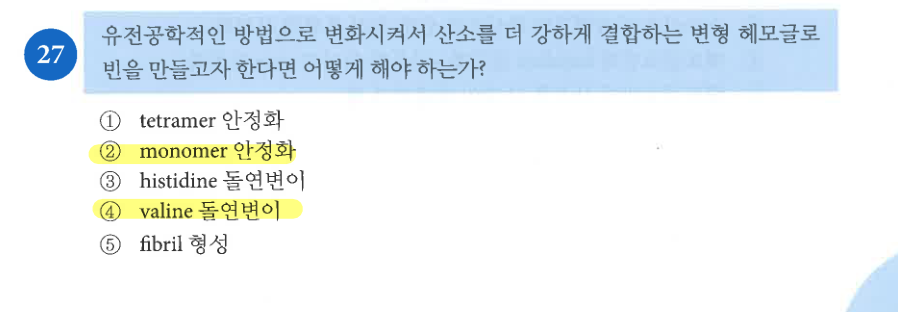 27
유전공학적인 방법으로 변화시켜서 산소를 더 강하게 결합하는 변형 헤모글로
빈을 만들고자 한다면 어떻게 해야 하는가?
① tetramer 안정화
② monomer 안정화
③ histidine 돌연변이
④ valine 돌연변이
⑤ fibril 형성